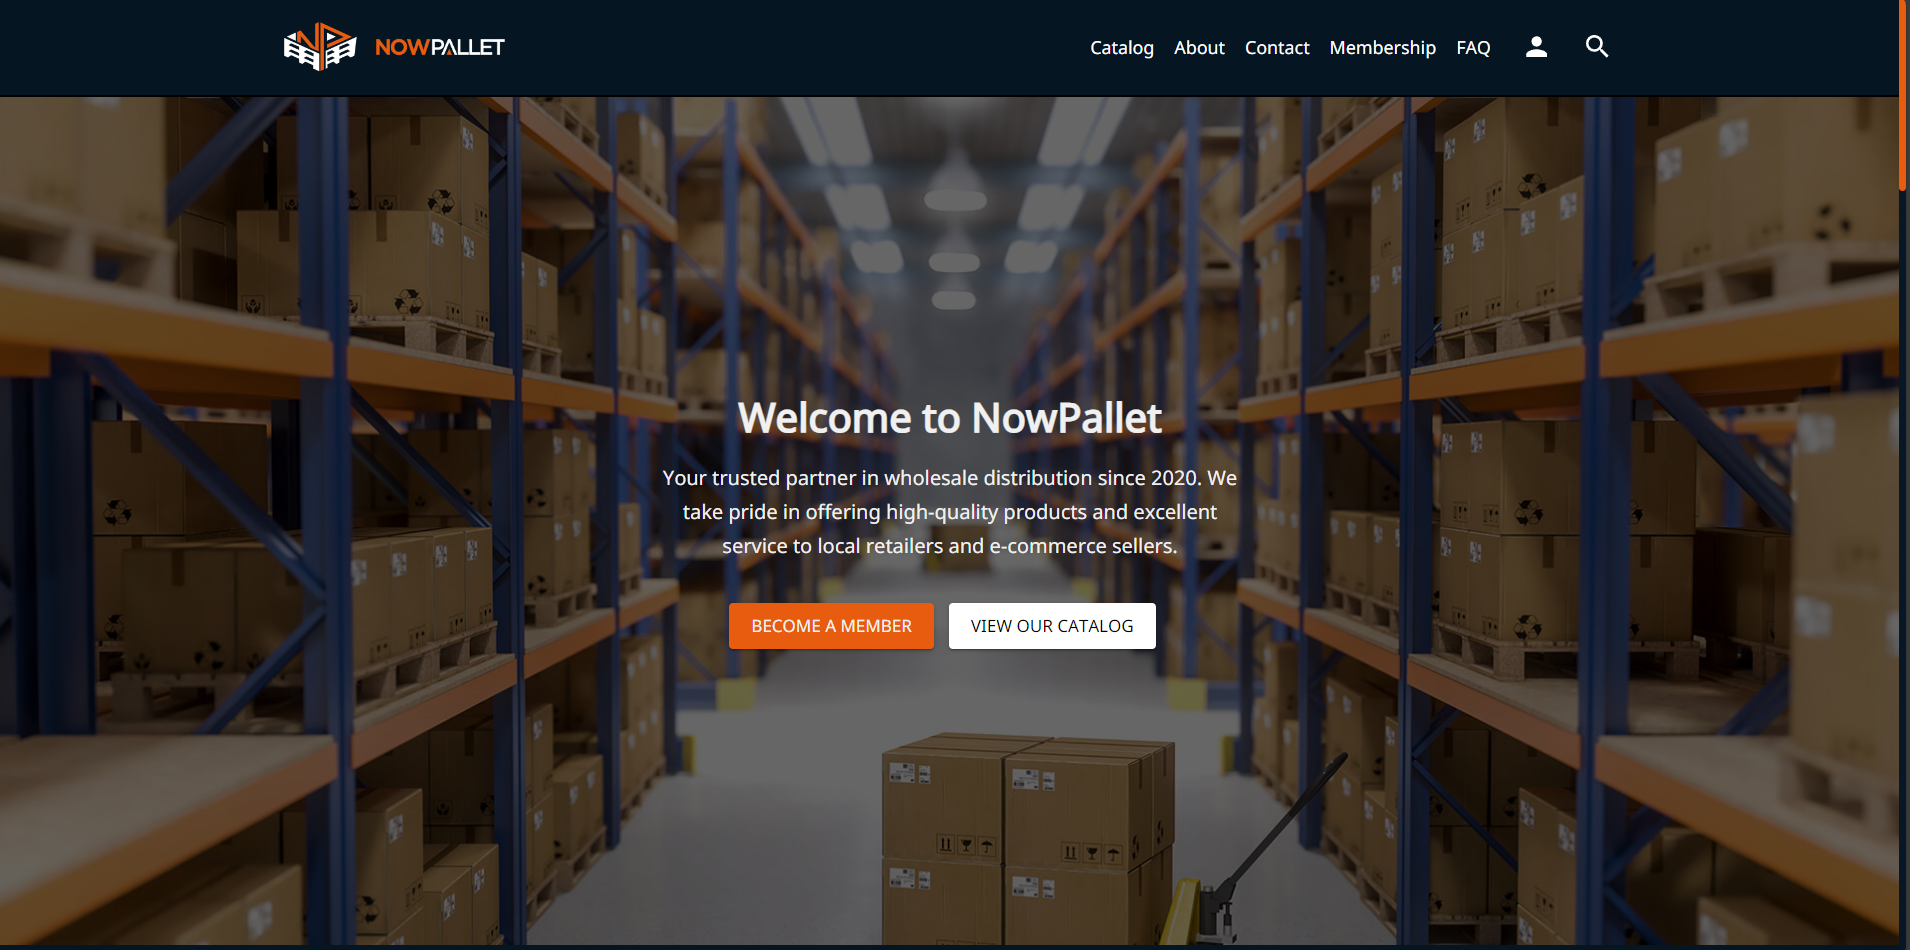 NOWPALLET
Catalog About Contact Membership FAQ
Welcome to NowPallet
Your trusted partner in wholesale distribution since 2020. We
take pride in offering high-quality products and excellent
service to local retailers and e-commerce sellers.
BECOME A MEMBER VIEW OUR CATALOG